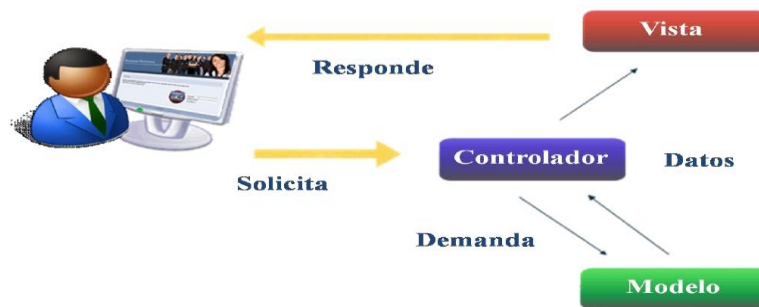 Vista
Responde
Controlador
Datos
Solicita
Demanda
Modelo